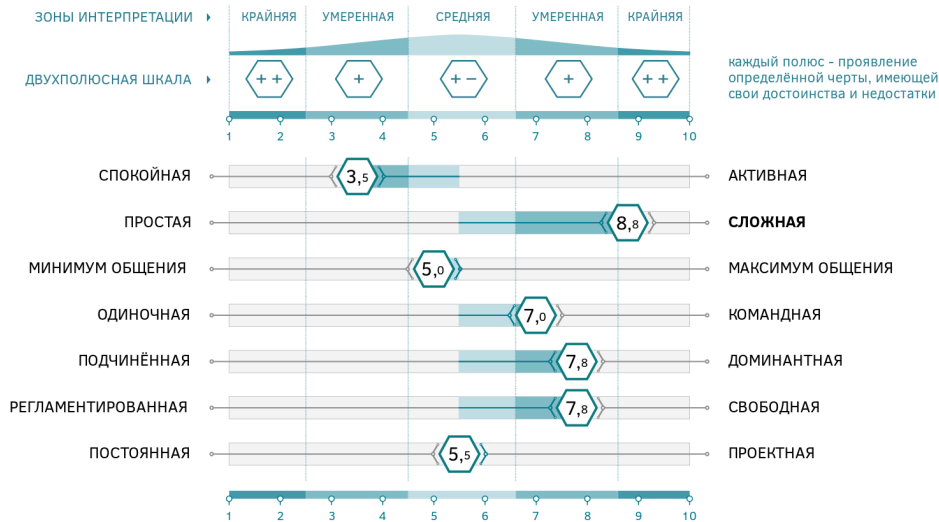 ЗОНЫ ИНТЕРПРЕТАЦИИ КРАЙНЯЯ УМЕРЕННАЯ СРЕДНЯЯ УМЕРЕННАЯ КРАЙНЯЯ
ДВУХПОЛЮСНАЯ ШКАЛА ++ + +− + ++
каждый полюс - проявление
определённой черты, имеющей
свои достоинства и недостатки
1 2 3 4 5 6 7 8 9 10
СПОКОЙНАЯ 3,5 АКТИВНАЯ
ПРОСТАЯ 8,8 СЛОЖНАЯ
МИНИМУМ ОБЩЕНИЯ 5,0 МАКСИМУМ ОБЩЕНИЯ
ОДИНОЧНАЯ 7,0 КОМАНДНАЯ
ПОДЧИНЁННАЯ 7,8 ДОМИНАНТНАЯ
РЕГЛАМЕНТИРОВАННАЯ 7,8 СВОБОДНАЯ
ПОСТОЯННАЯ 5,5 ПРОЕКТНАЯ
1 2 3 4 5 6 7 8 9 10